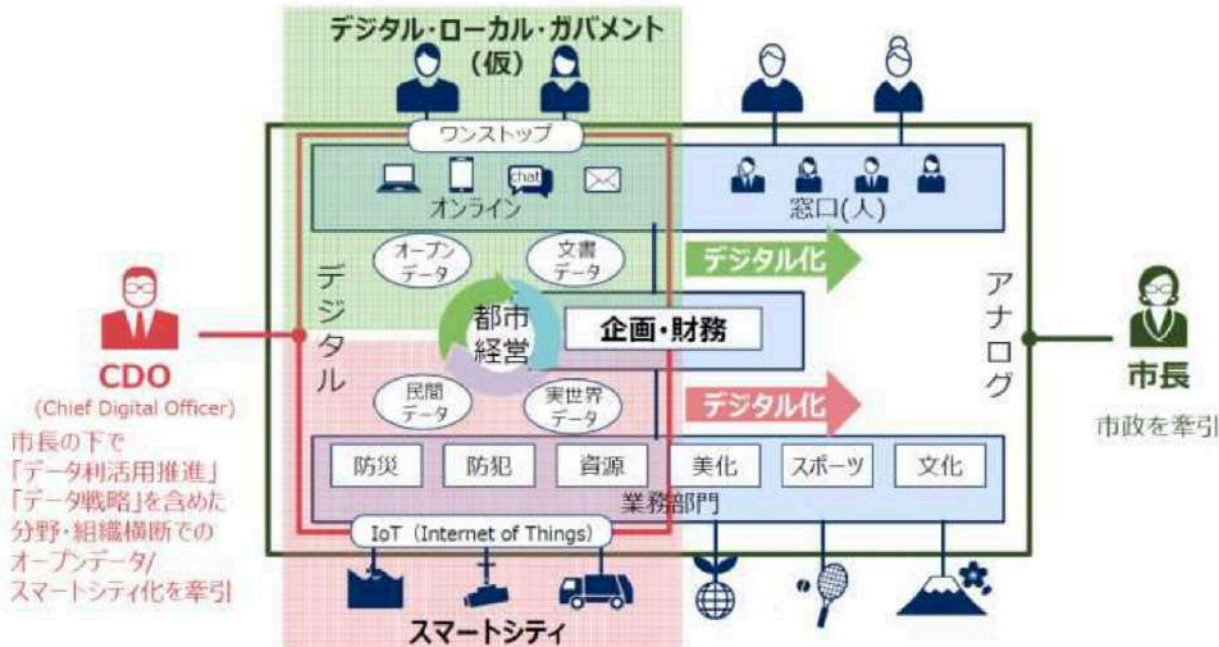 デジタル・ローカル・ガバメント
(仮)
ワンストップ
chat
オンライン
窓口(人)
オープン
データ
文書
データ
デジタル化
デジタル
都市
経営
企画・財務
アナログ
民間
データ
実世界
データ
デジタル化
防災
防犯
資源
美化
スポーツ
文化
業務部門
IoT（Internet of Things）
スマートシティ
CDO
(Chief Digital Officer)
市長の下で
「データ利活用推進」
「データ戦略」を含めた
分野・組織横断での
オープンデータ/
スマートシティ化を牽引
市長
市政を牽引